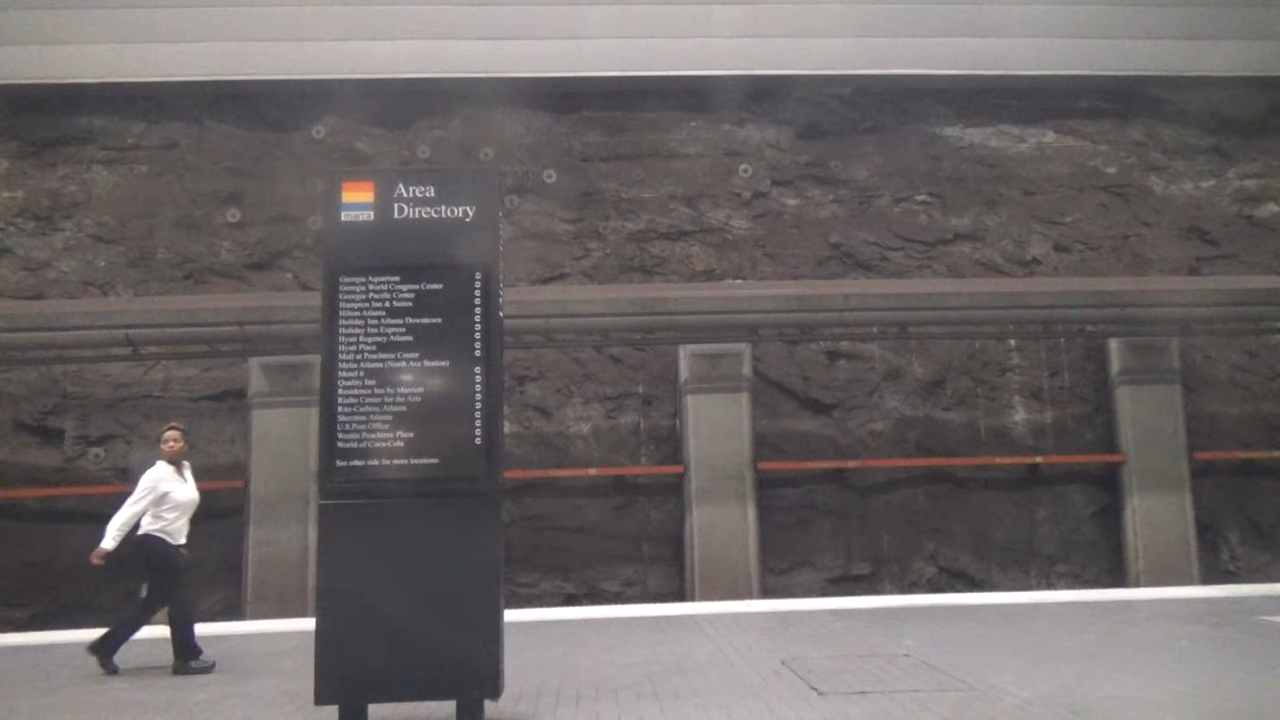 marta
Area
Directory
Georgia Aquarium
Georgia World Congress Center
Georgia-Pacific Center
Hampton Inn & Suites
Hilton Atlanta
Holiday Inn Atlanta Downtown
Holiday Inn Express
Hyatt Regency Atlanta
Hyatt Place
Mall at Peachtree Center
Melia Atlanta (North Ave Station)
Motel 6
Quality Inn
Residence Inn by Marriott
Rialto Center for the Arts
Ritz-Carlton, Atlanta
Sheraton Atlanta
U.S.Post Office
Westin Peachtree Plaza
World of Coca-Cola
See other side for more locations.